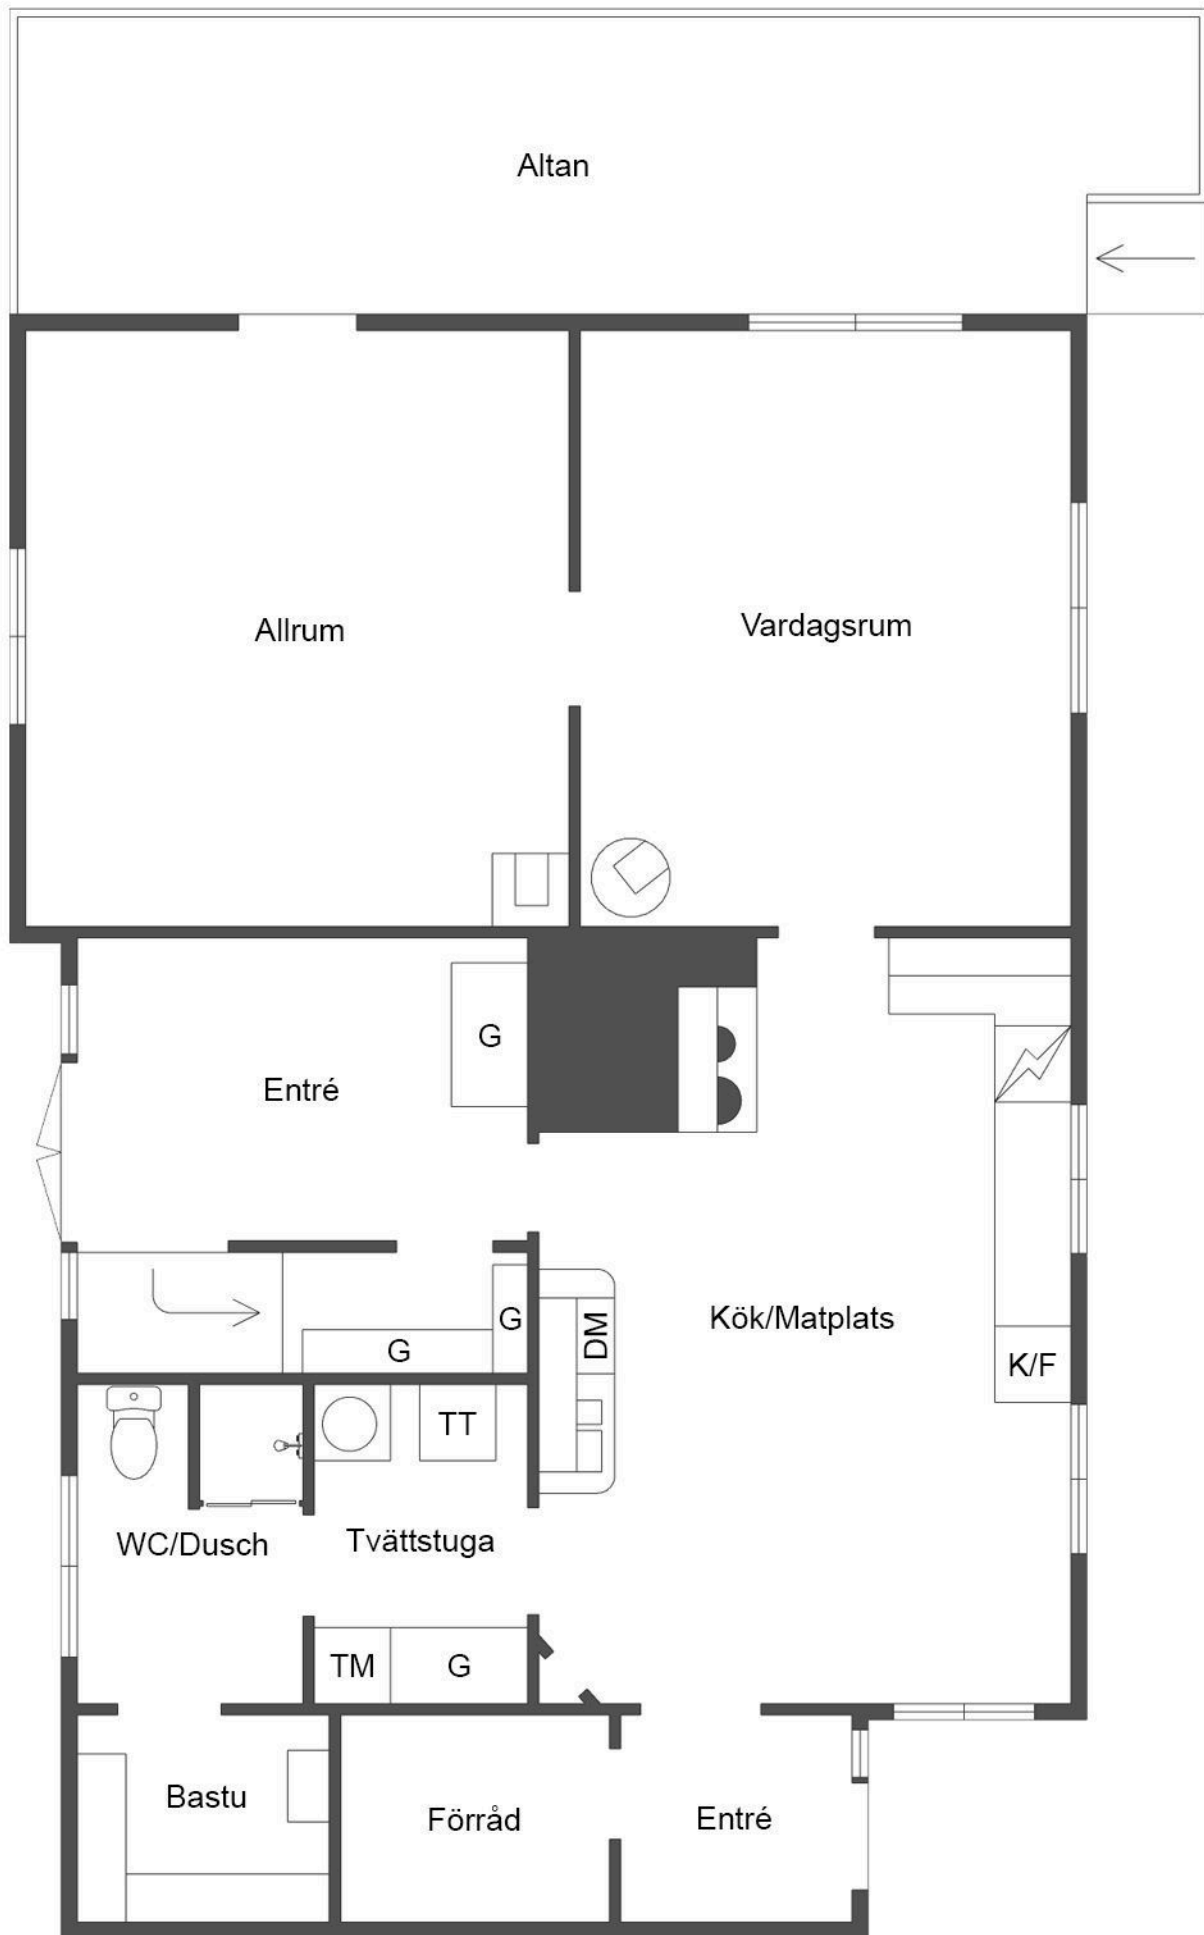 Altan
Allrum
Vardagsrum
G
Entré
G
G
DM
Kök/Matplats
K/F
TT
WC/Dusch
Tvättstuga
TM
G
Bastu
Förråd
Entré